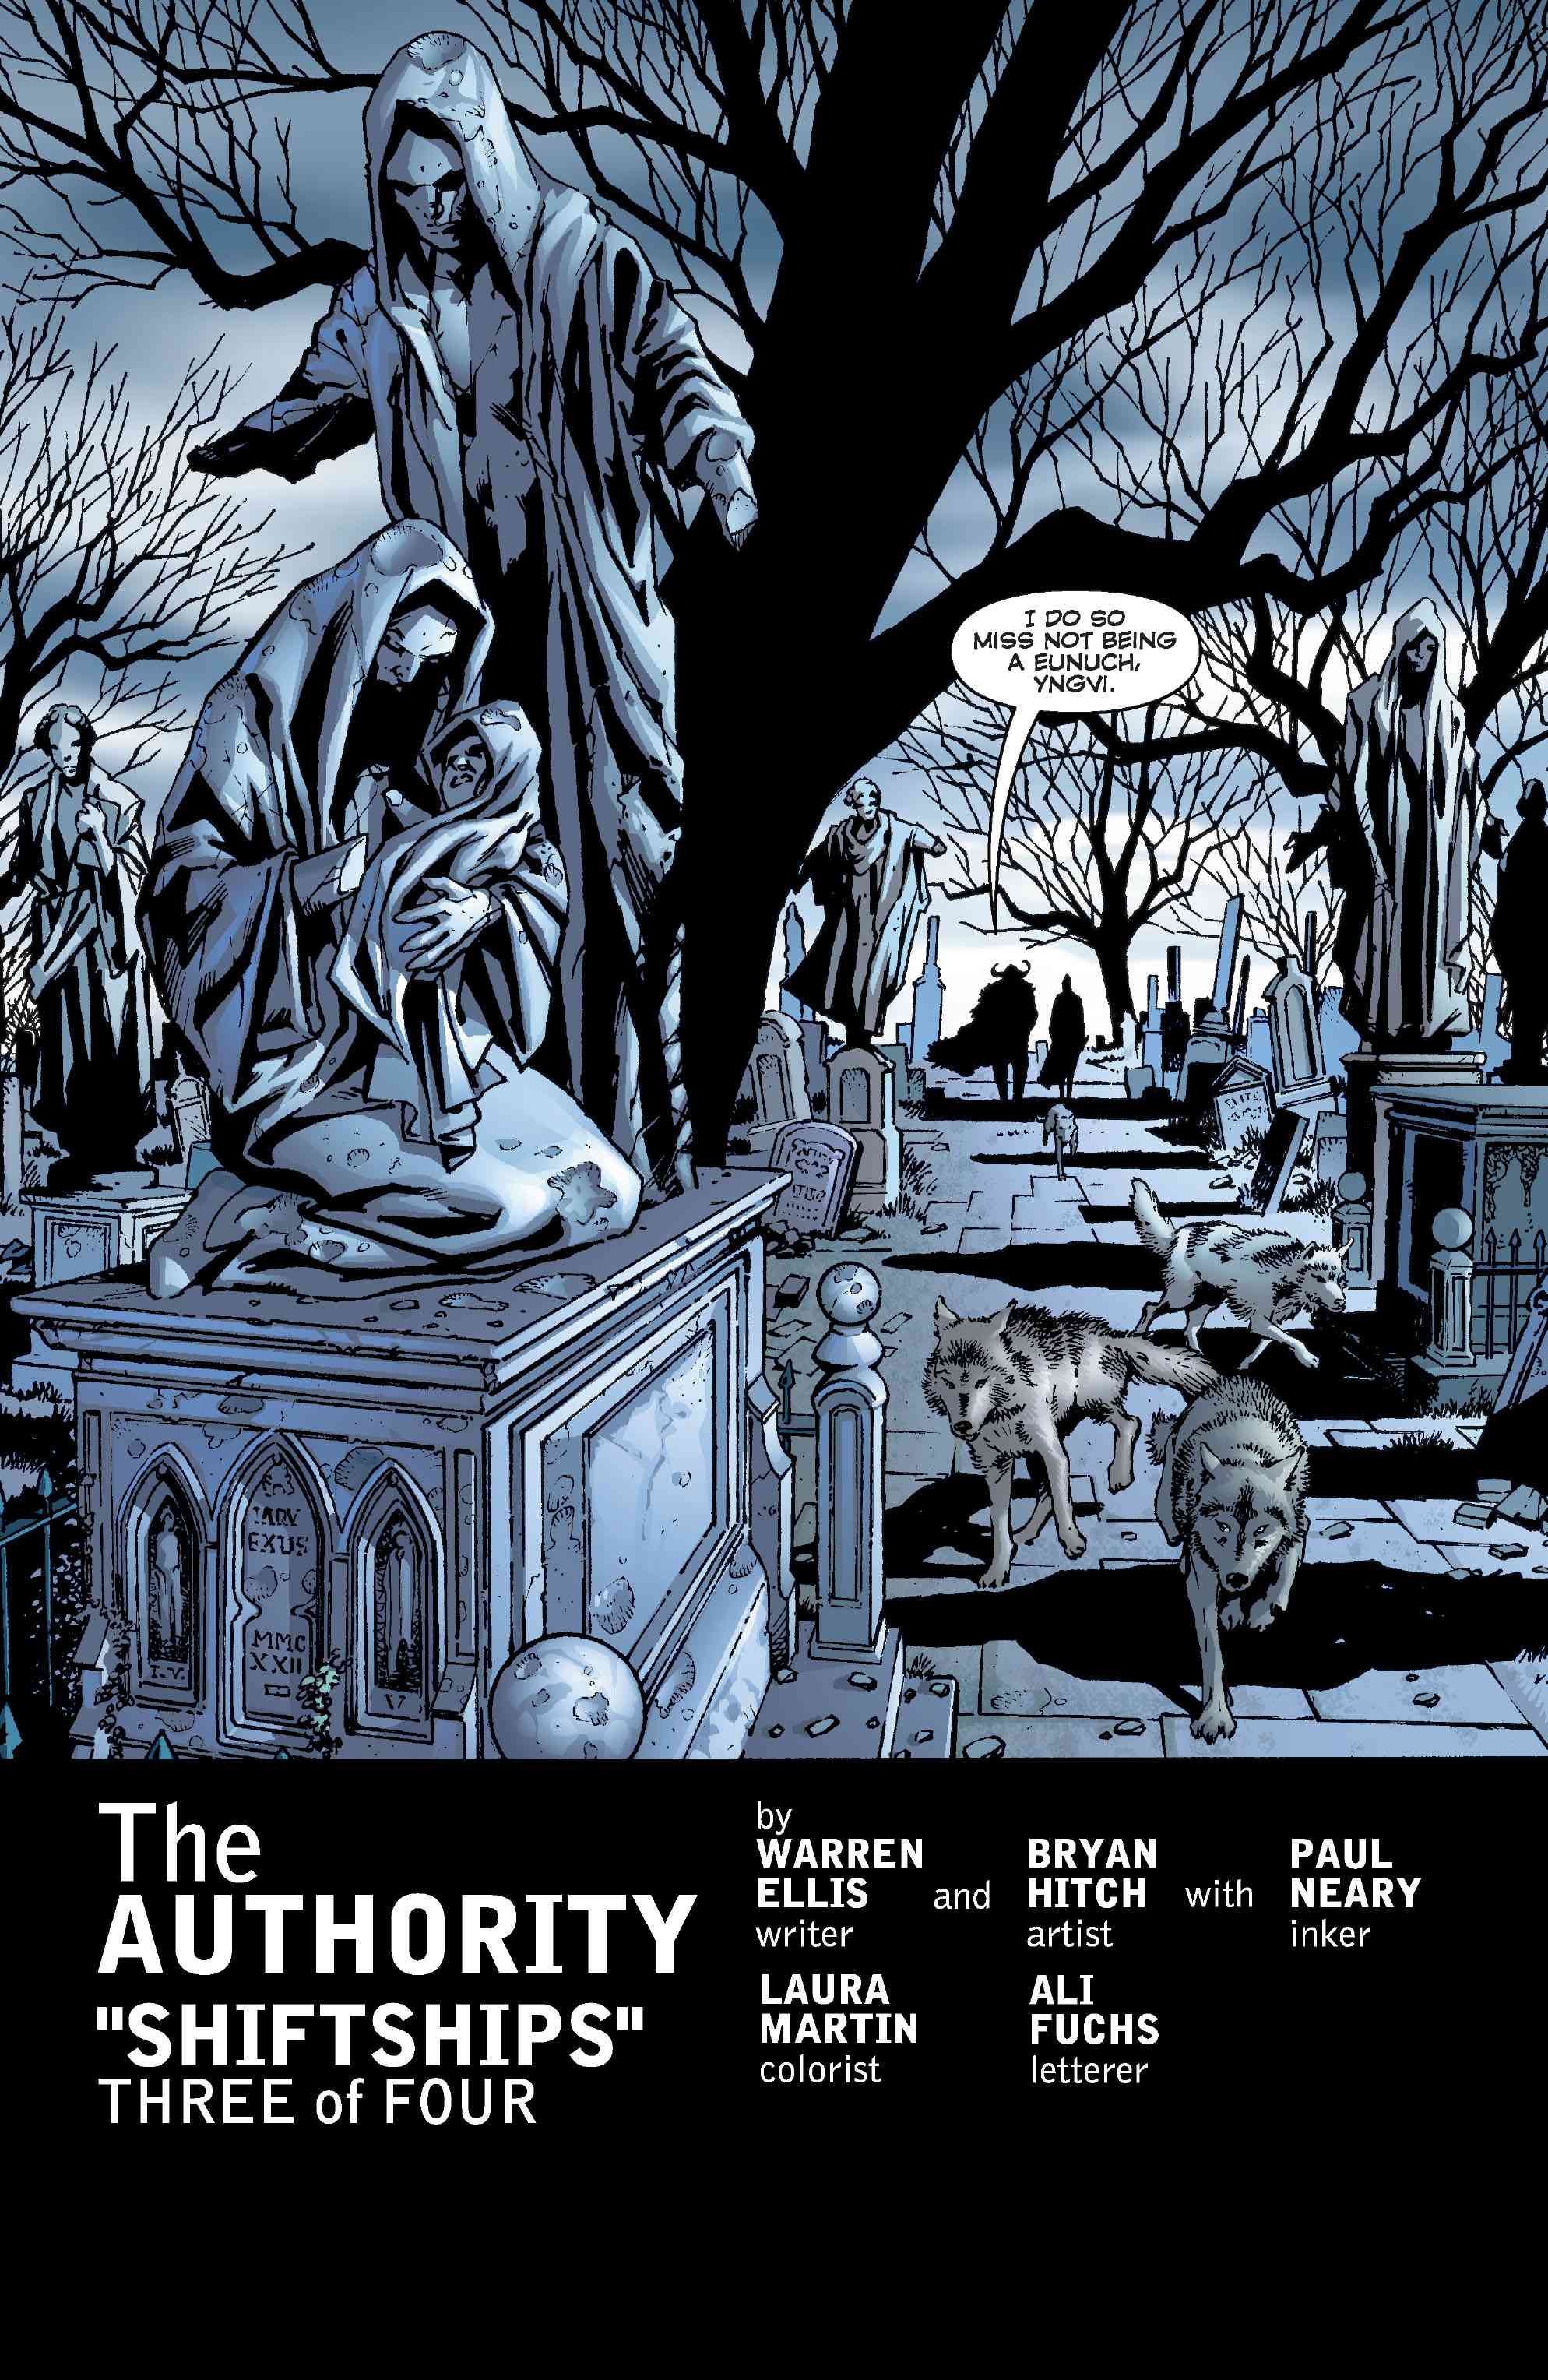 I DO SO
MISS NOT BEING
A EUNUCH,
YNGVI.
EXUS
MMC
XXII
I.V.
V
The
AUTHORITY
"SHIFTSHIPS"
THREE of FOUR
by
WARREN
ELLIS
writer
and
BRYAN
HITCH
artist
with
PAUL
NEARY
inker
LAURA
MARTIN
colorist
ALI
FUCHS
letterer